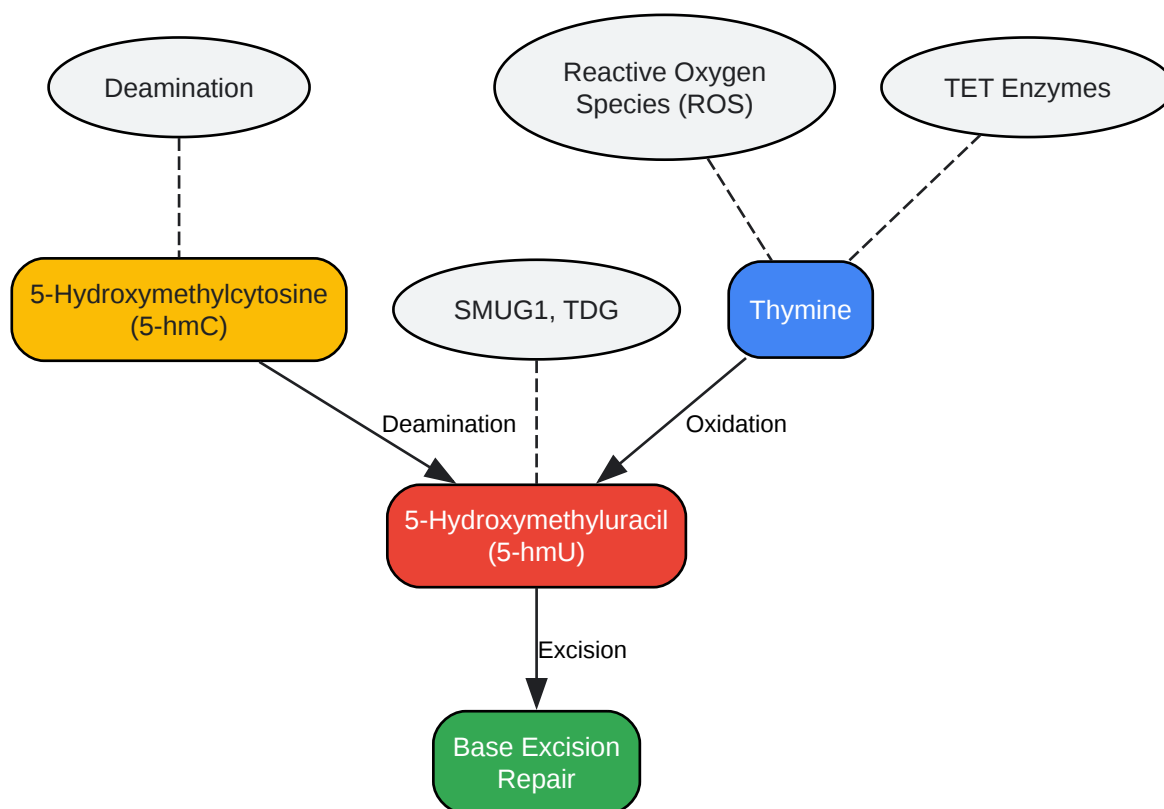 Deamination
Reactive Oxygen
Species (ROS)
TET Enzymes
5-Hydroxymethylcytosine
(5-hmC)
SMUG1, TDG
Thymine
Deamination
Oxidation
5-Hydroxymethyluracil
(5-hmU)
Excision
Base Excision
Repair